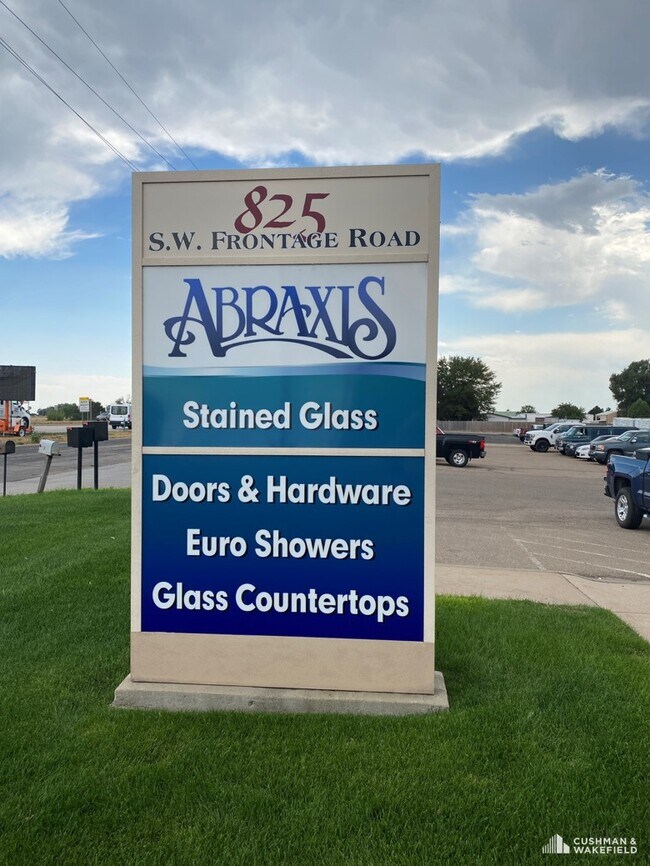 825
S.W. FRONTAGE ROAD
ABRAXIS
Stained Glass
Doors & Hardware
Euro Showers
Glass Countertops
CUSHMAN &
WAKEFIELD